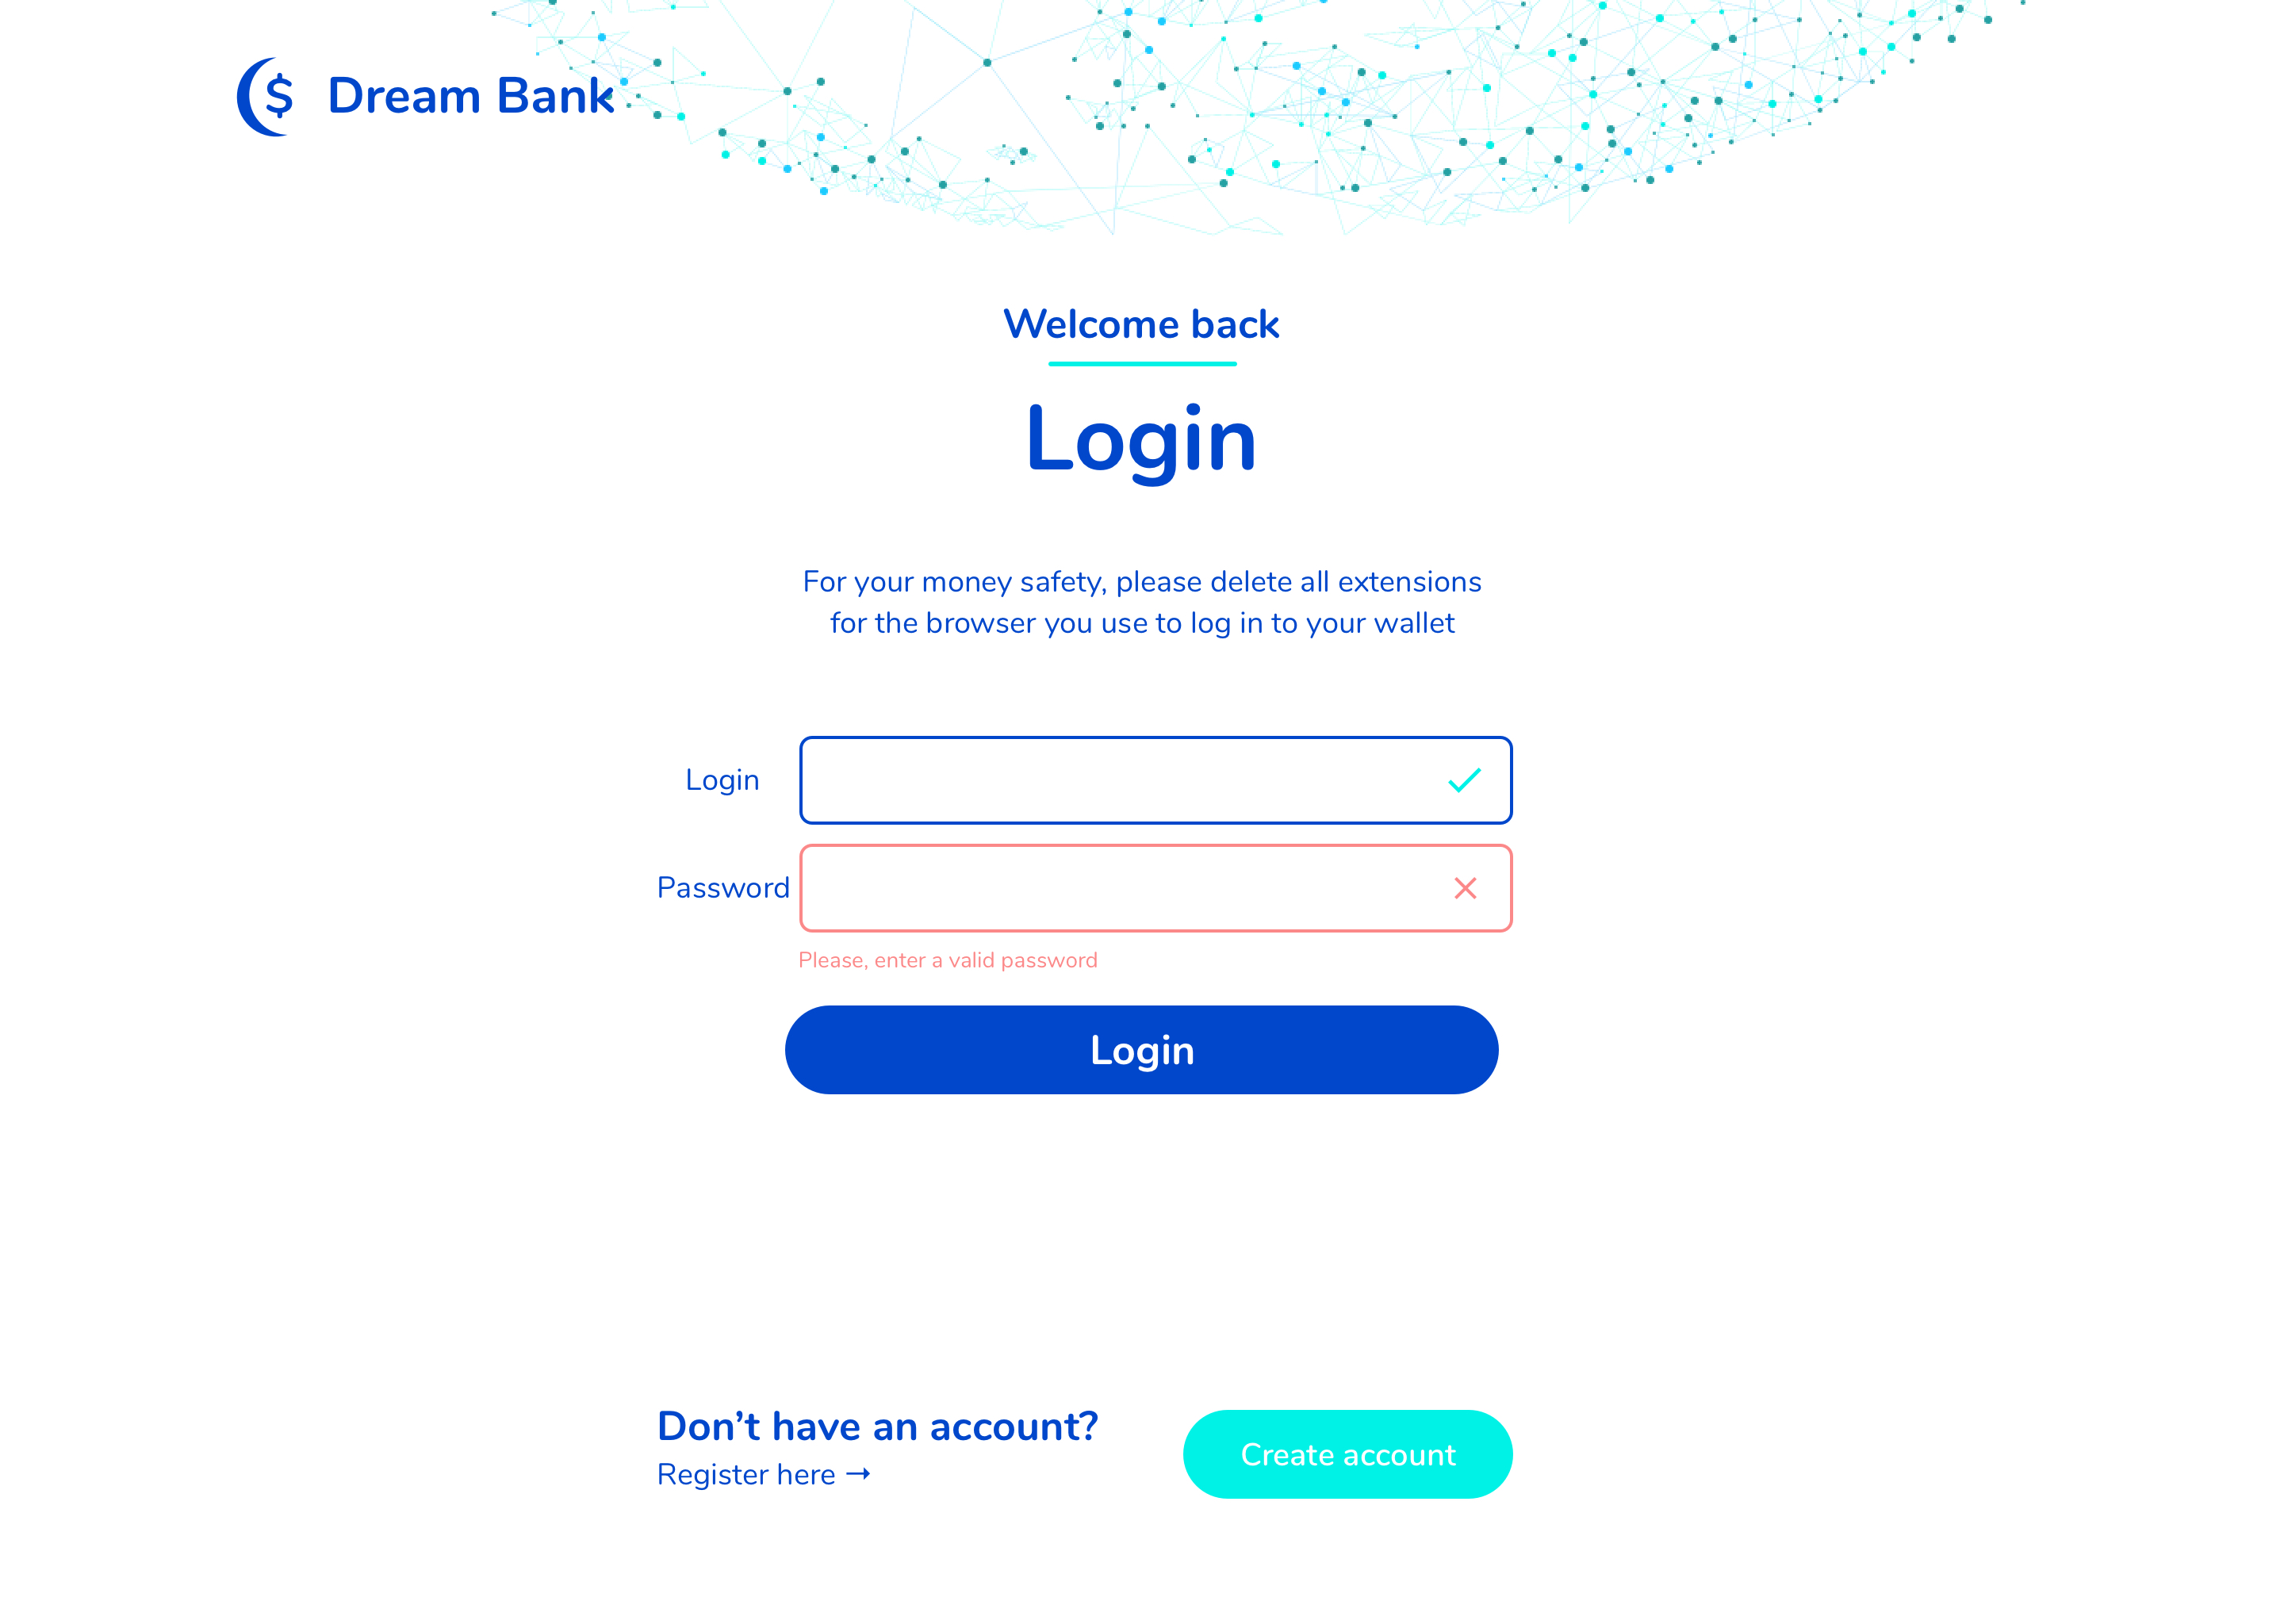 $ Dream Bank
Welcome back
Login
For your money safety, please delete all extensions
for the browser you use to log in to your wallet
Login
Password
Please, enter a valid password
Login
Don’t have an account?
Register here →
Create account